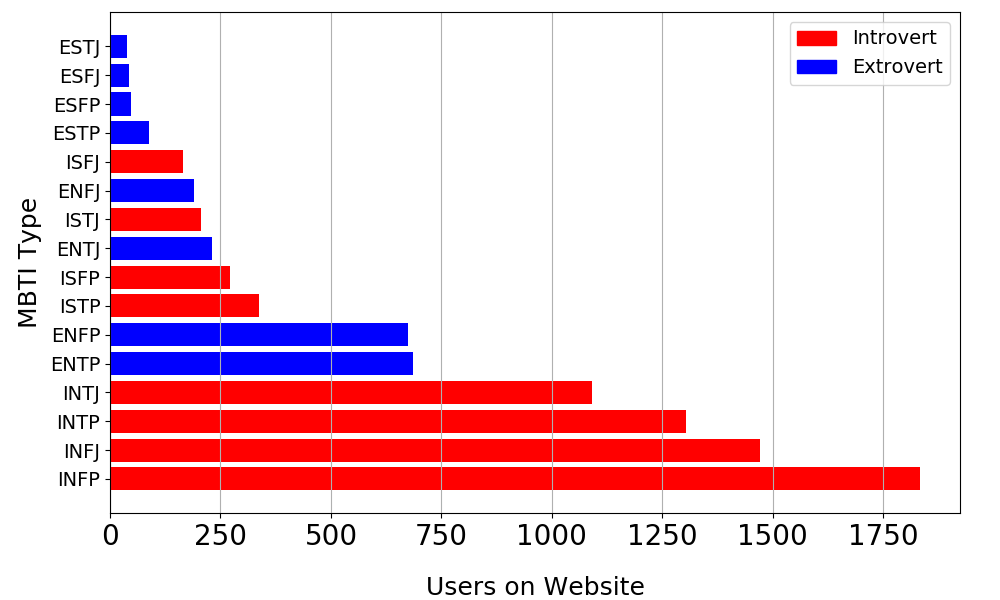 Introvert
Extrovert
ESTJ
ESFJ
ESFP
ESTP
ISFJ
ENFJ
ISTJ
ENTJ
ISFP
ISTP
ENFP
ENTP
INTJ
INTP
INFJ
INFP
MBTI Type
0 250 500 750 1000 1250 1500 1750
Users on Website